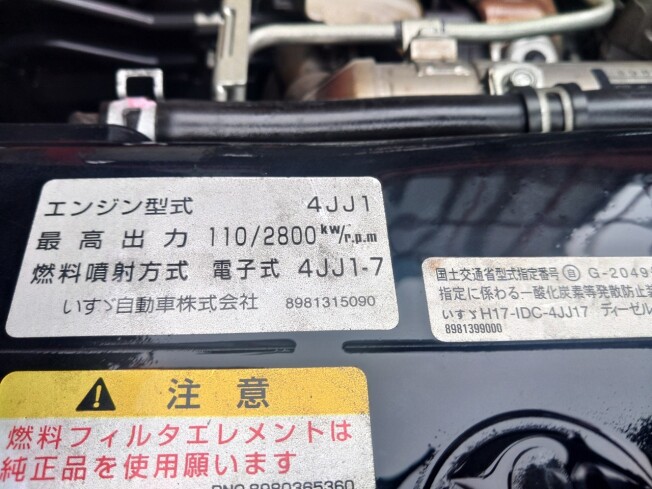 エンジン型式 4JJ1
最高出力 110/2800 kw/r.p.m
燃料噴射方式 電子式 4JJ1-7
いすゞ自動車株式会社 8981315090
国土交通省型式指定番号 Ⓑ G-2049
指定に係わる一酸化炭素等発散防止
いすゞH17-IDC-4JJ17 ディーゼル
8981399000
注意
燃料フィルタエレメントは
純正品を使用願います
PNO 8980365360